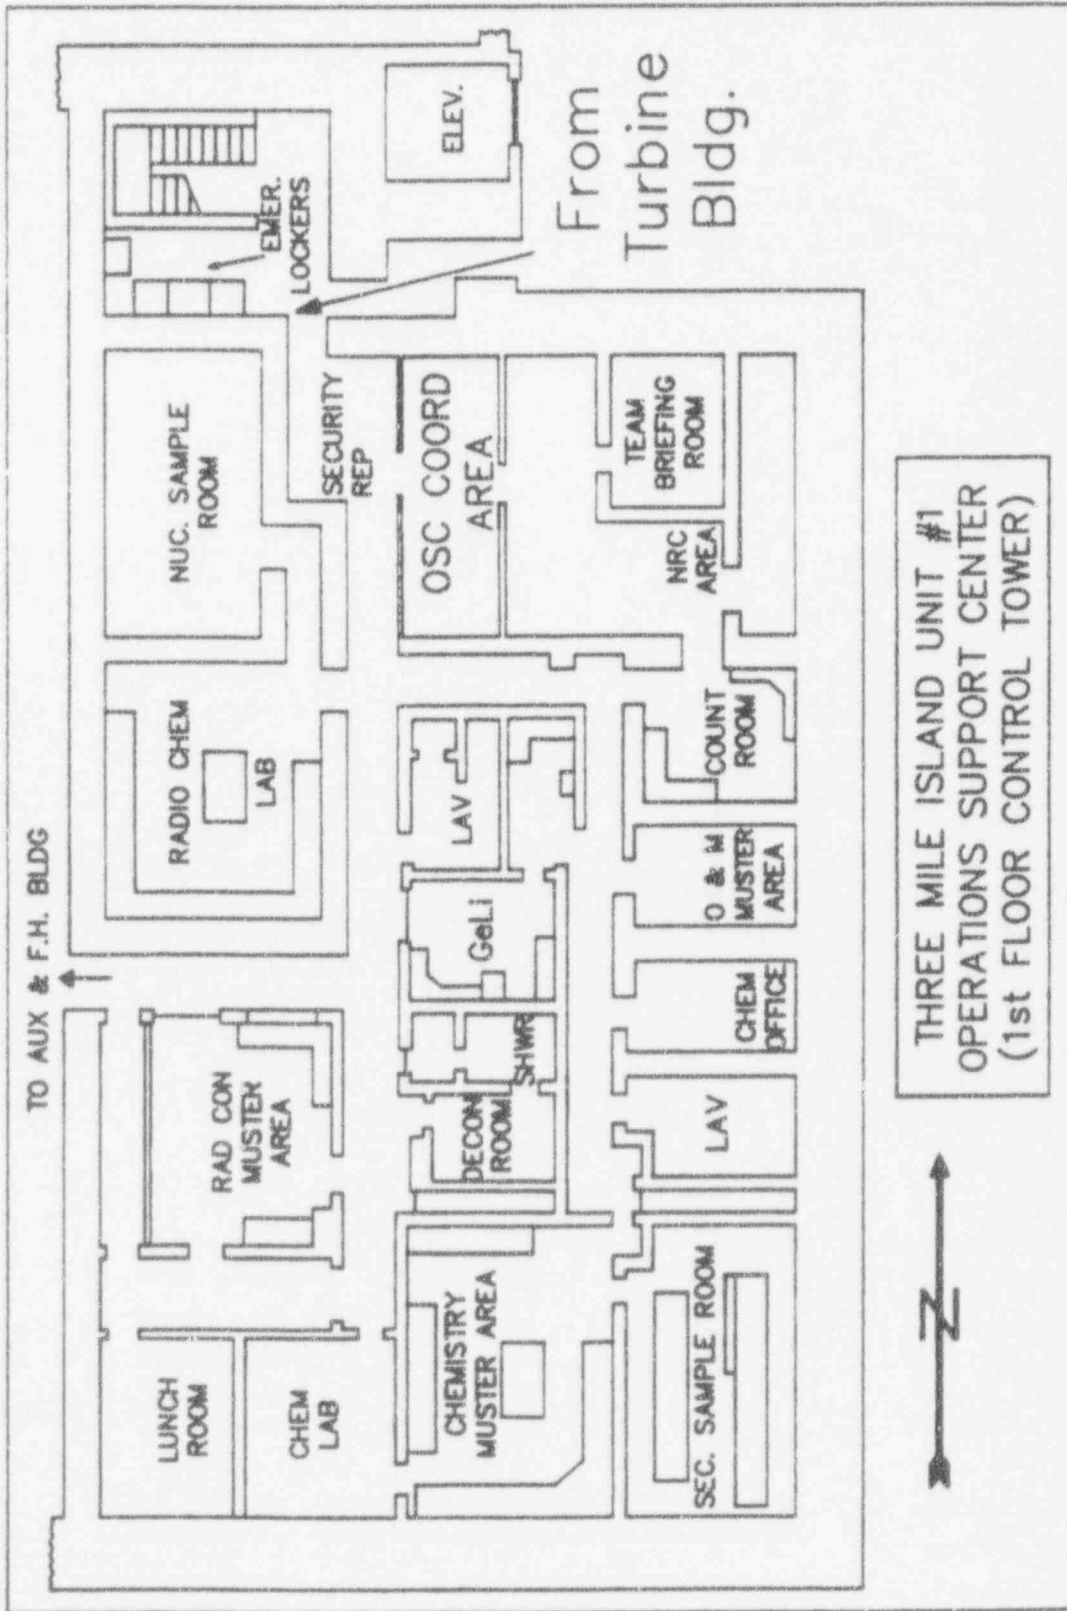 TO AUX & F.H. BLDG
LUNCH
ROOM
CHEM
LAB
RAD CON
MUSTER
AREA
RADIO CHEM
LAB
NUC. SAMPLE
ROOM
EMER.
LOCKERS
ELEV.
From
Turbine
Bldg.
SECURITY
REP
OSC COORD
AREA
CHEMISTRY
MUSTER AREA
DECON
ROOM
SHWR
GeLi
LAV
TEAM
BRIEFING
ROOM
NRC
AREA
SEC. SAMPLE ROOM
LAV
CHEM
OFFICE
O & M
MUSTER
AREA
COUNT
ROOM
N
THREE MILE ISLAND UNIT #1
OPERATIONS SUPPORT CENTER
(1st FLOOR CONTROL TOWER)